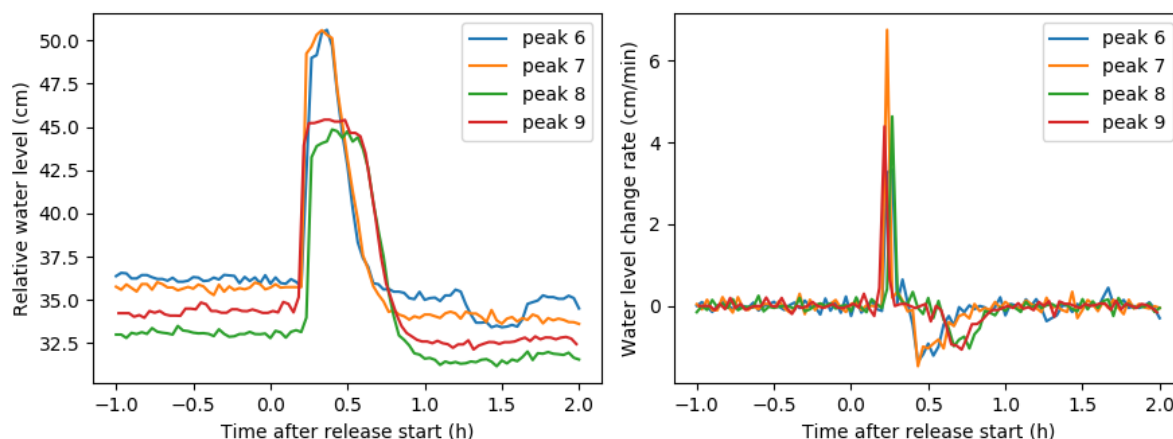 50.0
47.5
45.0
42.5
40.0
37.5
35.0
32.5
Relative water level (cm)
peak 6
peak 7
peak 8
peak 9
−1.0 −0.5 0.0 0.5 1.0 1.5 2.0
Time after release start (h)
6
4
2
0
Water level change rate (cm/min)
peak 6
peak 7
peak 8
peak 9
−1.0 −0.5 0.0 0.5 1.0 1.5 2.0
Time after release start (h)